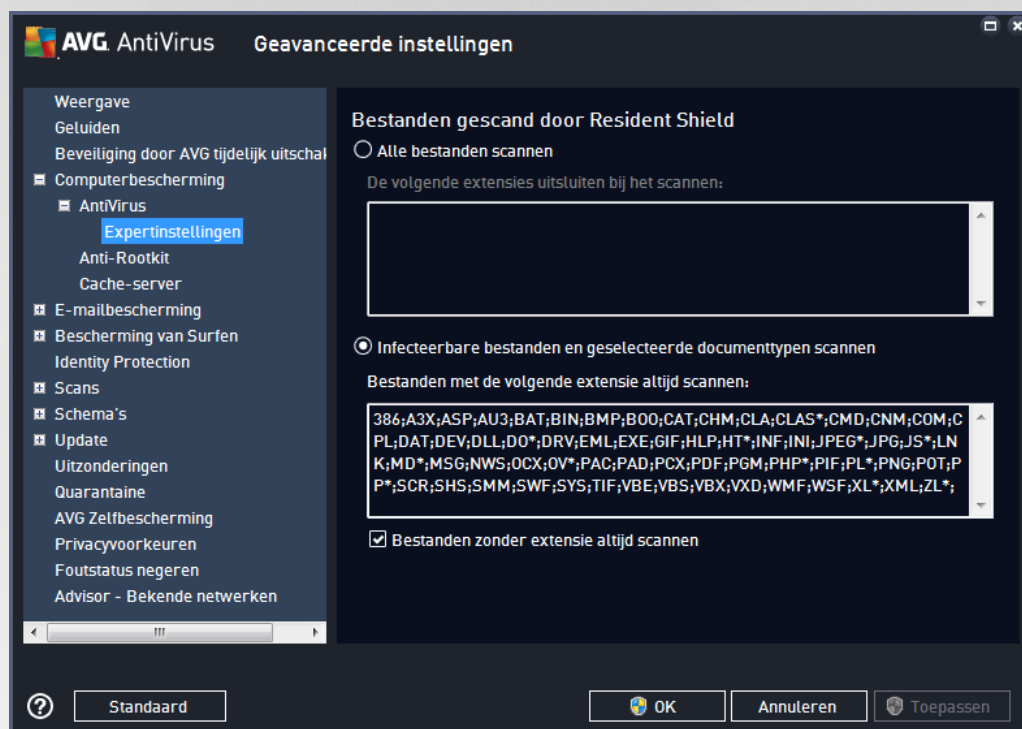 AVG. AntiVirus
Geavanceerde instellingen
Weergave
Geluiden
Beveiliging door AVG tijdelijk uitschak
Computerbescherming
AntiVirus
Expertinstellingen
Anti-Rootkit
Cache-server
E-mailbescherming
Bescherming van Surfen
Identity Protection
Scans
Schema's
Update
Uitzonderingen
Quarantaine
AVG Zelfbescherming
Privacyvoorkeuren
Foutstatus negeren
Advisor - Bekende netwerken
Bestanden gescand door Resident Shield
Alle bestanden scannen
De volgende extensies uitsluiten bij het scannen:
Infecteerbare bestanden en geselecteerde documenttypen scannen
Bestanden met de volgende extensie altijd scannen:
386;A3X;ASP;AU3;BAT;BIN;BMP;BOO;CAT;CHM;CLA;CLAS*;CMD;CNM;COM;C
PL;DAT;DEV;DLL;DO*;DRV;EML;EXE;GIF;HLP;HT*;INF;INI;JPEG*;JPG;JS*;LN
K;MD*;MSG;NWS;OCX;OV*;PAC;PAD;PCX;PDF;PGM;PHP*;PIF;PL*;PNG;POT;P
P*;SCR;SHS;SMM;SWF;SYS;TIF;VBE;VBS;VBX;VXD;WMF;WSF;XL*;XML;ZL*;
Bestanden zonder extensie altijd scannen
Standaard
OK
Annuleren
Toepassen